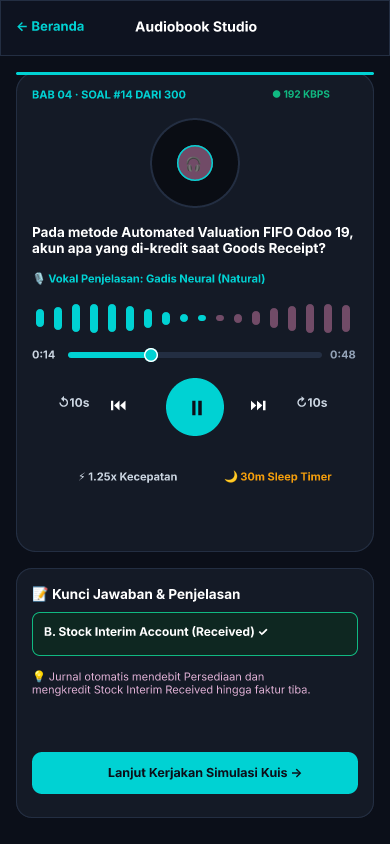 ← Beranda
Audiobook Studio
BAB 04 · SOAL #14 DARI 300
192 KBPS
Pada metode Automated Valuation FIFO Odoo 19,
akun apa yang di-kredit saat Goods Receipt?
🎙️ Vokal Penjelasan: Gadis Neural (Natural)
0:14
0:48
↺10s
↻10s
⚡ 1.25x Kecepatan
🌙 30m Sleep Timer
📝 Kunci Jawaban & Penjelasan
B. Stock Interim Account (Received) ✓
💡 Jurnal otomatis mendebit Persediaan dan
mengkredit Stock Interim Received hingga faktur tiba.
Lanjut Kerjakan Simulasi Kuis →